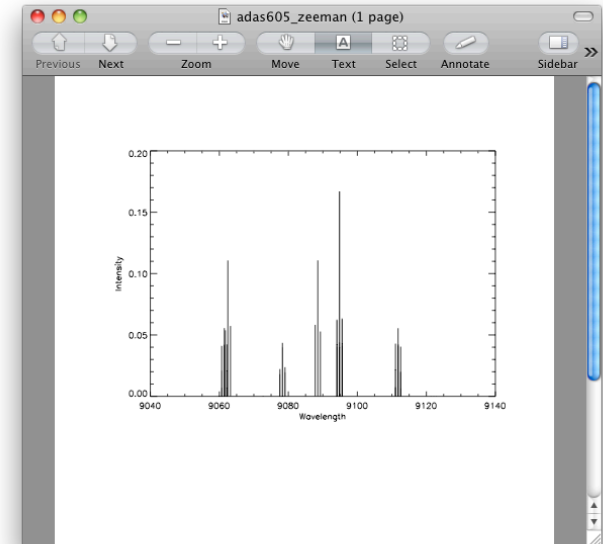 adas605_zeeman (1 page)
Previous Next Zoom Move Text Select Annotate Sidebar
0.20
0.15
0.10
0.05
0.00
Intensity
9040 9060 9080 9100 9120 9140
Wavelength